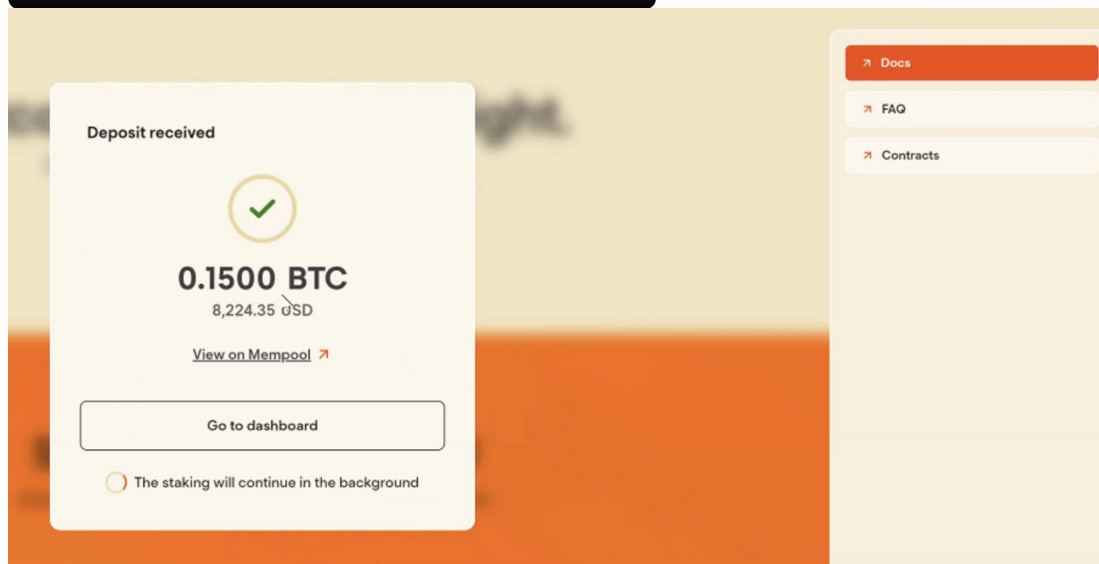 Deposit received
0.1500 BTC
8,224.35 USD
View on Mempool
Go to dashboard
The staking will continue in the background
Docs
FAQ
Contracts